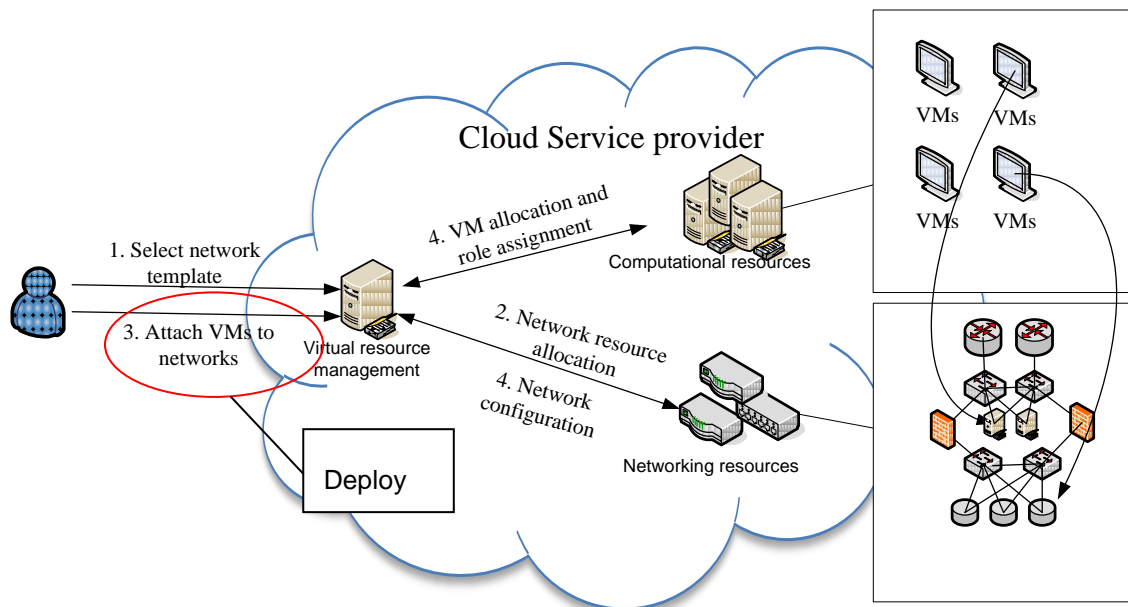 Cloud Service provider
VMs
VMs
VMs
VMs
1. Select network
template
3. Attach VMs to
networks
Virtual resource
management
4. VM allocation and
role assignment
Computational resources
2. Network resource
allocation
4. Network
configuration
Networking resources
Deploy